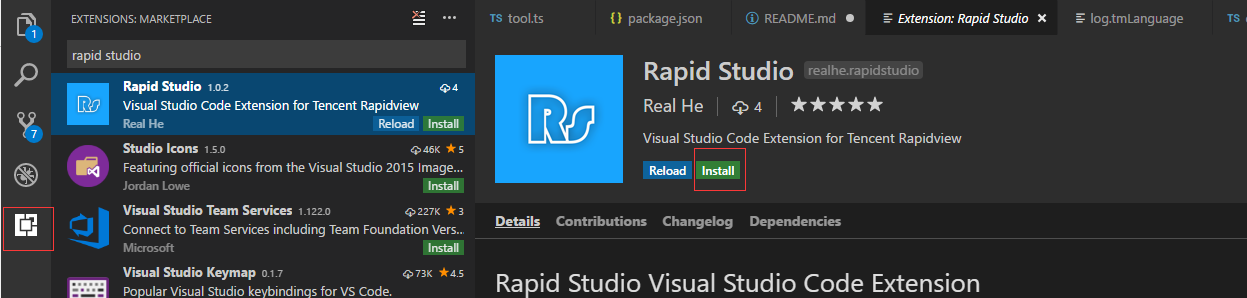 EXTENSIONS: MARKETPLACE
rapid studio
Rapid Studio 1.0.2 4
Visual Studio Code Extension for Tencent Rapidview
Real He Reload Install
Studio Icons 1.5.0 46K 5
Featuring official icons from the Visual Studio 2015 Image...
Jordan Lowe Install
Visual Studio Team Services 1.122.0 227K 3
Connect to Team Services including Team Foundation Vers...
Microsoft Install
Visual Studio Keymap 0.1.7 73K 4.5
Popular Visual Studio keybindings for VS Code.
1
7
TS tool.ts {} package.json README.md Extension: Rapid Studio log.tmLanguage TS
Rs
Rapid Studio realhe.rapidstudio
Real He 4
Visual Studio Code Extension for Tencent Rapidview
Reload Install
Details Contributions Changelog Dependencies
Rapid Studio Visual Studio Code Extension